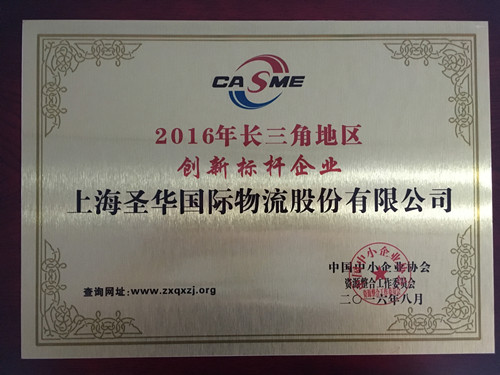 CASME
2016年长三角地区
创新标杆企业
上海圣华国际物流股份有限公司
中国中小企业协会
资源整合工作委员会
查询网址:www.zxqxzj.org
二〇一六年八月